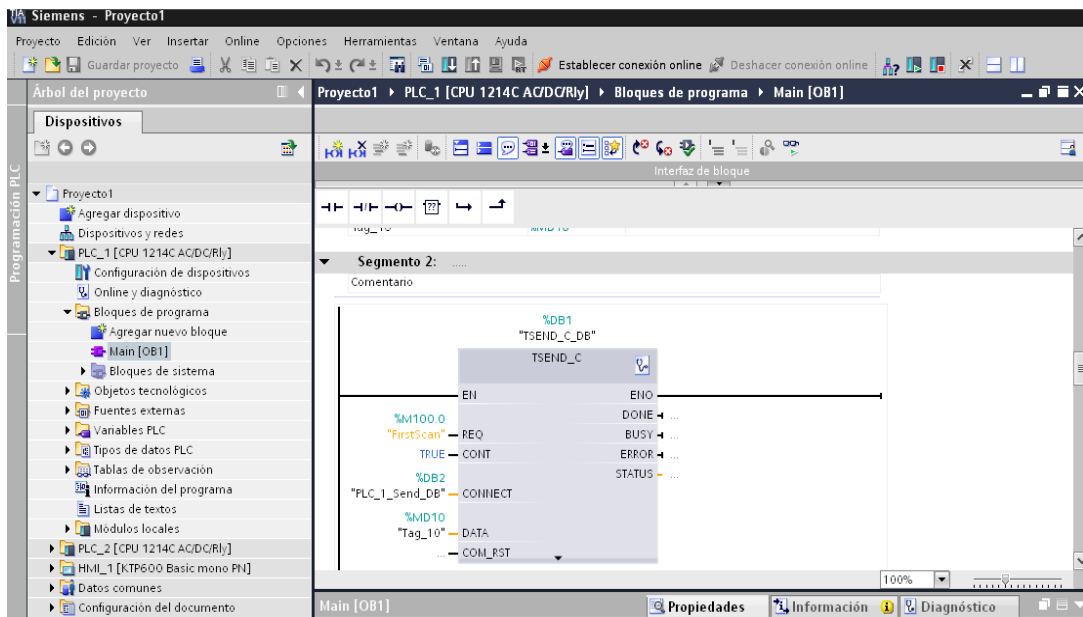 Siemens - Proyecto1
Proyecto Edición Ver Insertar Online Opciones Herramientas Ventana Ayuda
Guardar proyecto Establecer conexión online Deshacer conexión online
Árbol del proyecto
Proyecto1 PLC_1 [CPU 1214C AC/DC/Rly] Bloques de programa Main [OB1]
Dispositivos
Programación PLC
Interfaz de bloque
Proyecto1
Agregar dispositivo
Dispositivos y redes
PLC_1 [CPU 1214C AC/DC/Rly]
Configuración de dispositivos
Online y diagnóstico
Bloques de programa
Agregar nuevo bloque
Main [OB1]
Bloques de sistema
Objetos tecnológicos
Fuentes externas
Variables PLC
Tipos de datos PLC
Tablas de observación
Información del programa
Listas de textos
Módulos locales
PLC_2 [CPU 1214C AC/DC/Rly]
HMI_1 [KTP600 Basic mono PN]
Datos comunes
Configuración del documento
Segmento 2: .....
Comentario
%DB1
"TSEND_C_DB"
TSEND_C
EN ENO
%M100.0
"FirstScan" REQ
TRUE CONT
%DB2
"PLC_1_Send_DB" CONNECT
%MD10
"Tag_10" DATA
... COM_RST
DONE ...
BUSY ...
ERROR ...
STATUS ...
100%
Main [OB1] Propiedades Información Diagnóstico